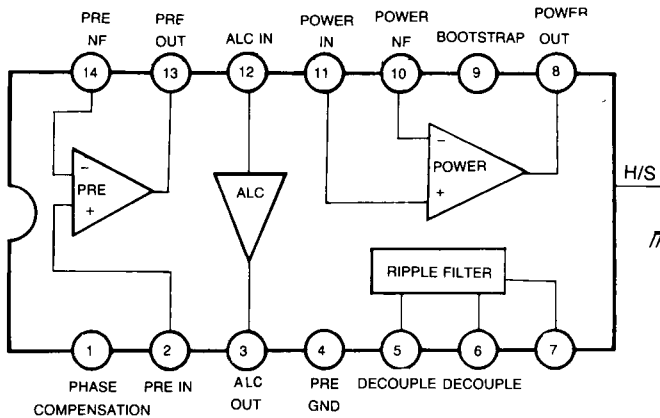 PRE NF
PRE OUT
ALC IN
POWER IN
POWER NF
BOOTSTRAP
POWER OUT
14
13
12
11
10
9
8
−
PRE
+
ALC
−
POWER
+
H/S
RIPPLE FILTER
1
2
3
4
5
6
7
PHASE COMPENSATION
PRE IN
ALC OUT
PRE GND
DECOUPLE
DECOUPLE